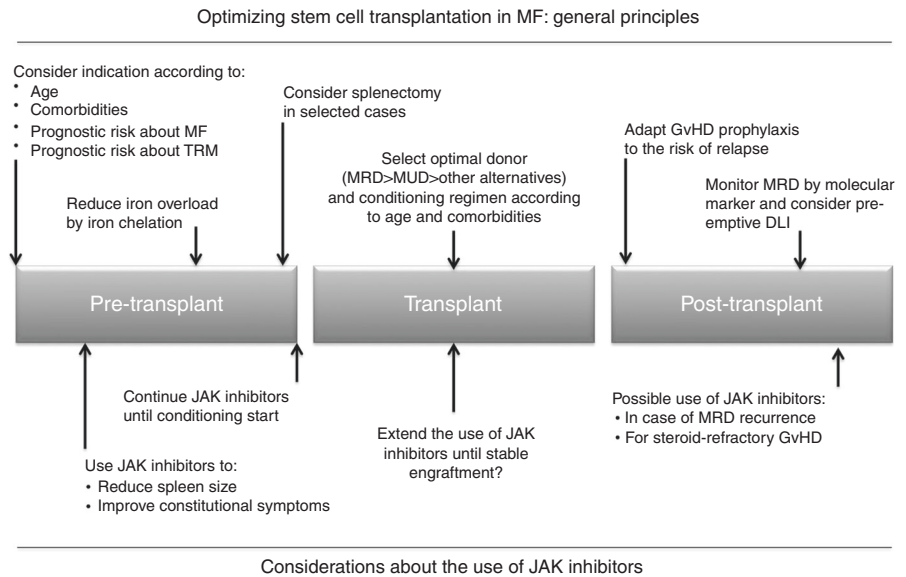 Optimizing stem cell transplantation in MF: general principles
Consider indication according to:
• Age
• Comorbidities
• Prognostic risk about MF
• Prognostic risk about TRM
Reduce iron overload
by iron chelation
Consider splenectomy
in selected cases
Select optimal donor
(MRD>MUD>other alternatives)
and conditioning regimen according
to age and comorbidities
Adapt GvHD prophylaxis
to the risk of relapse
Monitor MRD by molecular
marker and consider pre-
emptive DLI
Pre-transplant
Transplant
Post-transplant
Continue JAK inhibitors
until conditioning start
Use JAK inhibitors to:
• Reduce spleen size
• Improve constitutional symptoms
Extend the use of JAK
inhibitors until stable
engraftment?
Possible use of JAK inhibitors:
• In case of MRD recurrence
• For steroid-refractory GvHD
Considerations about the use of JAK inhibitors